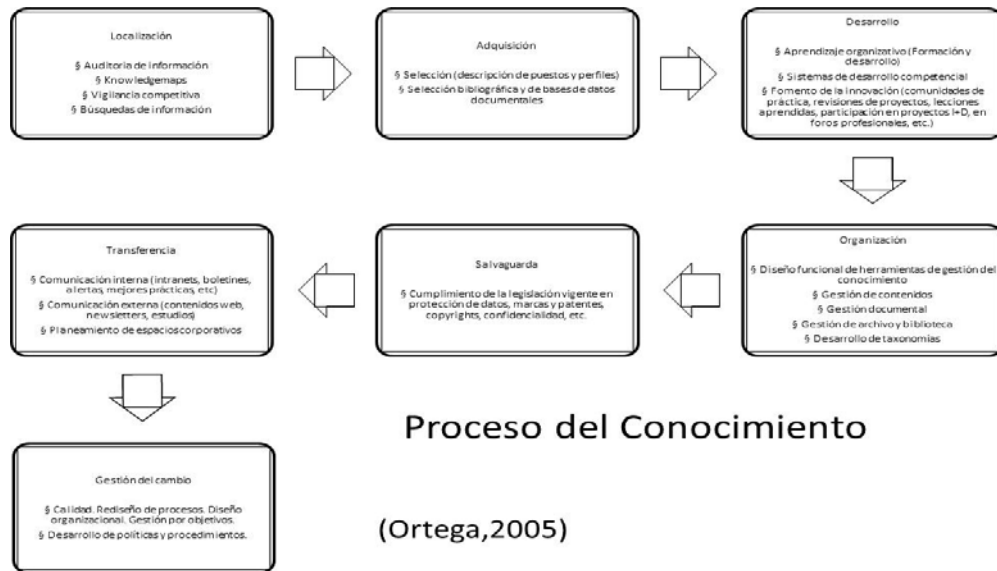 Localización
§ Auditoria de información
§ Knowledgemaps
§ Vigilancia competitiva
§ Búsquedas de información
Adquisición
§ Selección (descripción de puestos y perfiles)
§ Selección bibliográfica y de bases de datos
documentales
Desarrollo
§ Aprendizaje organizativo (Formación y
desarrollo)
§ Sistemas de desarrollo competencial
§ Fomento de la innovación (comunidades de
práctica, revisiones de proyectos, lecciones
aprendidas, participación en proyectos I+D, en
foros profesionales, etc.)
Organización
§ Diseño funcional de herramientas de gestión del
conocimiento
§ Gestión de contenidos
§ Gestión documental
§ Gestión de archivo y biblioteca
§ Desarrollo de taxonomías
Salvaguarda
§ Cumplimiento de la legislación vigente en
protección de datos, marcas y patentes,
copyrights, confidencialidad, etc.
Transferencia
§ Comunicación interna (intranets, boletines,
alertas, mejores prácticas, etc)
§ Comunicación externa (contenidos web,
newsletters, estudios)
§ Planeamiento de espacios corporativos
Gestión del cambio
§ Calidad. Rediseño de procesos. Diseño
organizacional. Gestión por objetivos.
§ Desarrollo de políticas y procedimientos.
Proceso del Conocimiento
(Ortega,2005)